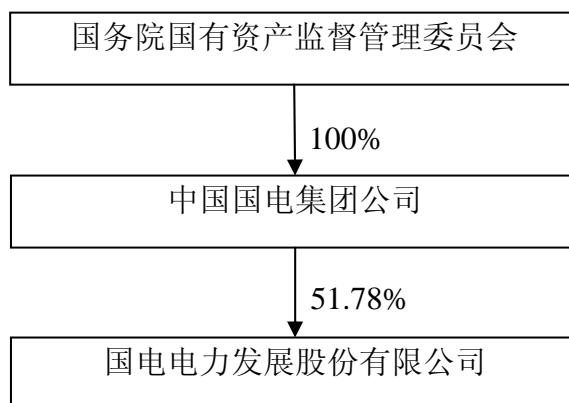 国务院国有资产监督管理委员会
100%
中国国电集团公司
51.78%
国电电力发展股份有限公司